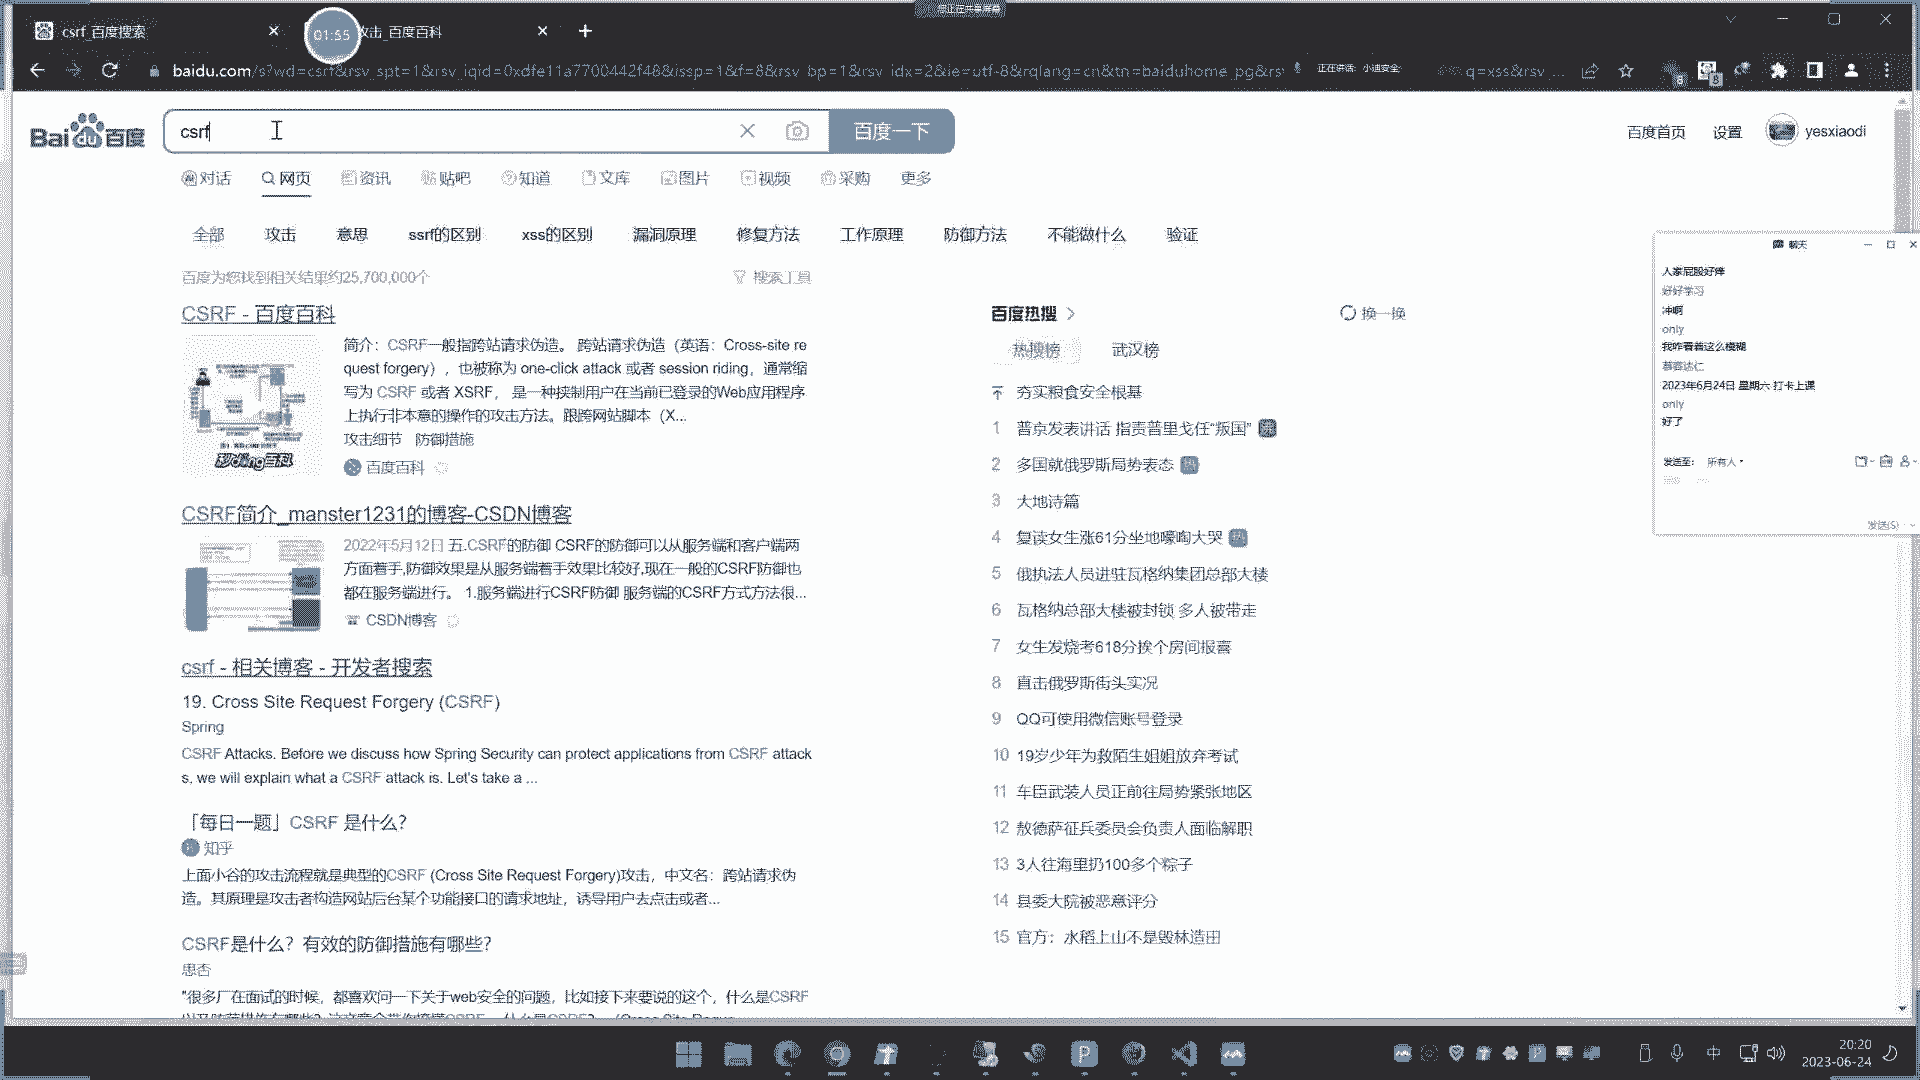 您正在共享屏幕
csrf_百度搜索
01:55
攻击_百度百科
baidu.com/s?wd=csrf&rsv_spt=1&rsv_iqid=0xdfe11a7700442f48&issp=1&f=8&rsv_bp=1&rsv_idx=2&ie=utf-8&rqlang=cn&tn=baiduhome_pg&rs
正在讲话: 小迪安全
q=xss&rsv_...
Bai du 百度
csrf
百度一下
百度首页
设置
yesxiaodi
对话
网页
资讯
贴吧
知道
文库
图片
视频
采购
更多
全部
攻击
意思
ssrf的区别
xss的区别
漏洞原理
修复方法
工作原理
防御方法
不能做什么
验证
百度为您找到相关结果约25,700,000个
搜索工具
CSRF - 百度百科
简介：CSRF一般指跨站请求伪造。 跨站请求伪造（英语：Cross-site re
quest forgery），也被称为 one-click attack 或者 session riding，通常缩
写为 CSRF 或者 XSRF， 是一种挟制用户在当前已登录的Web应用程序
上执行非本意的操作的攻击方法。跟跨网站脚本（X...
攻击细节 防御措施
秒dong百科
百度百科
CSRF简介_manster1231的博客-CSDN博客
2022年5月12日 五.CSRF的防御 CSRF的防御可以从服务端和客户端两
方面着手,防御效果是从服务端着手效果比较好,现在一般的CSRF防御也
都在服务端进行。 1.服务端进行CSRF防御 服务端的CSRF方式方法很...
CSDN博客
csrf - 相关博客 - 开发者搜索
19. Cross Site Request Forgery (CSRF)
Spring
CSRF Attacks. Before we discuss how Spring Security can protect applications from CSRF attack
s, we will explain what a CSRF attack is. Let's take a ...
「每日一题」CSRF 是什么？
知乎
上面小谷的攻击流程就是典型的CSRF (Cross Site Request Forgery)攻击，中文名：跨站请求伪
造。其原理是攻击者构造网站后台某个功能接口的请求地址，诱导用户去点击或者...
CSRF是什么？有效的防御措施有哪些？
思否
"很多厂在面试的时候，都喜欢问一下关于web安全的问题，比如接下来要说的这个，什么是CSRF
百度热搜
换一换
热搜榜
武汉榜
夯实粮食安全根基
1 普京发表讲话 指责普里戈任“叛国” 热
2 多国就俄罗斯局势表态 热
3 大地诗篇
4 复读女生涨61分坐地嚎啕大哭 热
5 俄执法人员进驻瓦格纳集团总部大楼
6 瓦格纳总部大楼被封锁 多人被带走
7 女生发烧考618分挨个房间报喜
8 直击俄罗斯街头实况
9 QQ可使用微信账号登录
10 19岁少年为救陌生姐姐放弃考试
11 车臣武装人员正前往局势紧张地区
12 敖德萨征兵委员会负责人面临解职
13 3人往海里扔100多个粽子
14 县委大院被恶意评分
15 官方：水稻上山不是毁林造田
聊天
人家屁股好痒
好好学习
冲啊
only
我咋看着这么模糊
慕容达仁
2023年6月24日 星期六 打卡上课
only
好了
发送至:
所有人
发送(S)
中
20:20
2023-06-24